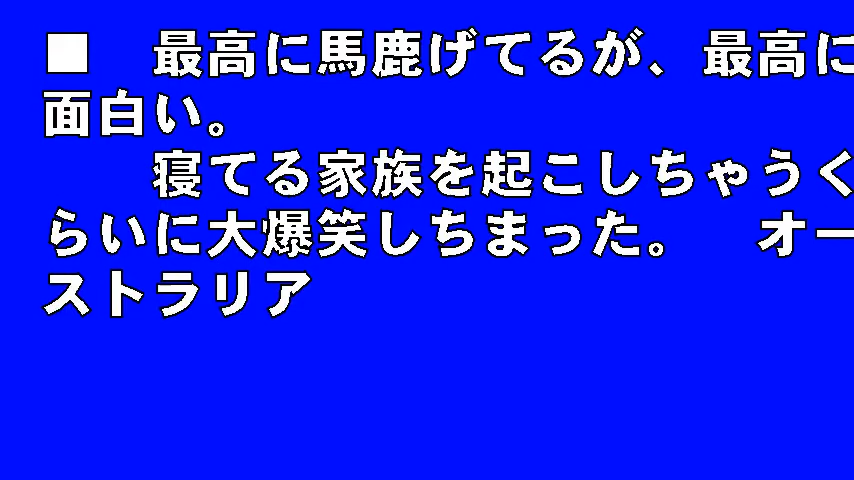 ■　最高に馬鹿げてるが、最高に
面白い。
　　寝てる家族を起こしちゃうく
らいに大爆笑しちまった。　オー
ストラリア